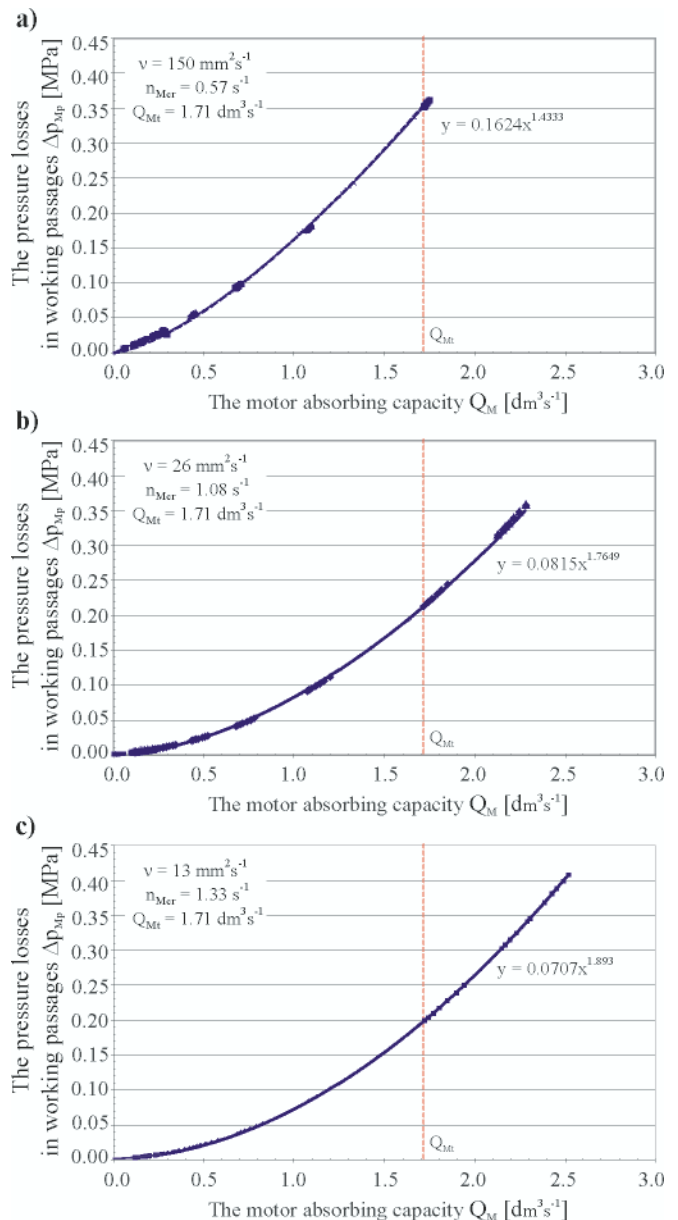 a)
The pressure losses
in working passages Δp_Mp [MPa]
0.45
0.40
0.35
0.30
0.25
0.20
0.15
0.10
0.05
0.00
ν = 150 mm²s⁻¹
n_Mcr = 0.57 s⁻¹
Q_Mt = 1.71 dm³s⁻¹
y = 0.1624x^1.4333
Q_Mt
0.0 0.5 1.0 1.5 2.0 2.5 3.0
The motor absorbing capacity Q_M [dm³s⁻¹]
b)
The pressure losses
in working passages Δp_Mp [MPa]
0.45
0.40
0.35
0.30
0.25
0.20
0.15
0.10
0.05
0.00
ν = 26 mm²s⁻¹
n_Mcr = 1.08 s⁻¹
Q_Mt = 1.71 dm³s⁻¹
y = 0.0815x^1.7649
Q_Mt
0.0 0.5 1.0 1.5 2.0 2.5 3.0
The motor absorbing capacity Q_M [dm³s⁻¹]
c)
The pressure losses
in working passages Δp_Mp [MPa]
0.45
0.40
0.35
0.30
0.25
0.20
0.15
0.10
0.05
0.00
ν = 13 mm²s⁻¹
n_Mcr = 1.33 s⁻¹
Q_Mt = 1.71 dm³s⁻¹
y = 0.0707x^1.893
Q_Mt
0.0 0.5 1.0 1.5 2.0 2.5 3.0
The motor absorbing capacity Q_M [dm³s⁻¹]